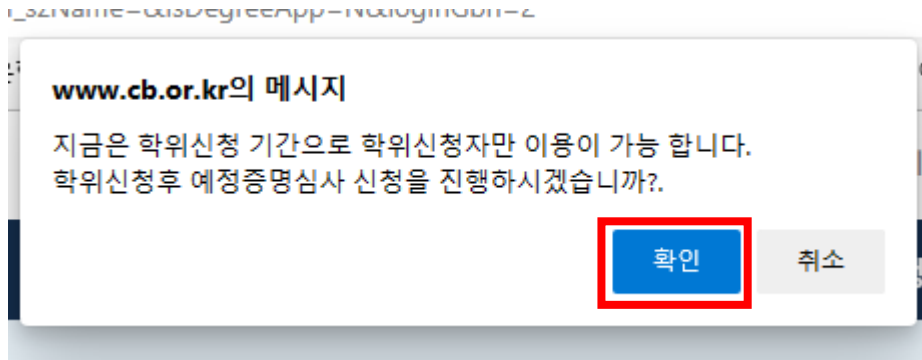 www.cb.or.kr의 메시지
지금은 학위신청 기간으로 학위신청자만 이용이 가능 합니다.
학위신청후 예정증명심사 신청을 진행하시겠습니까?.
확인 취소